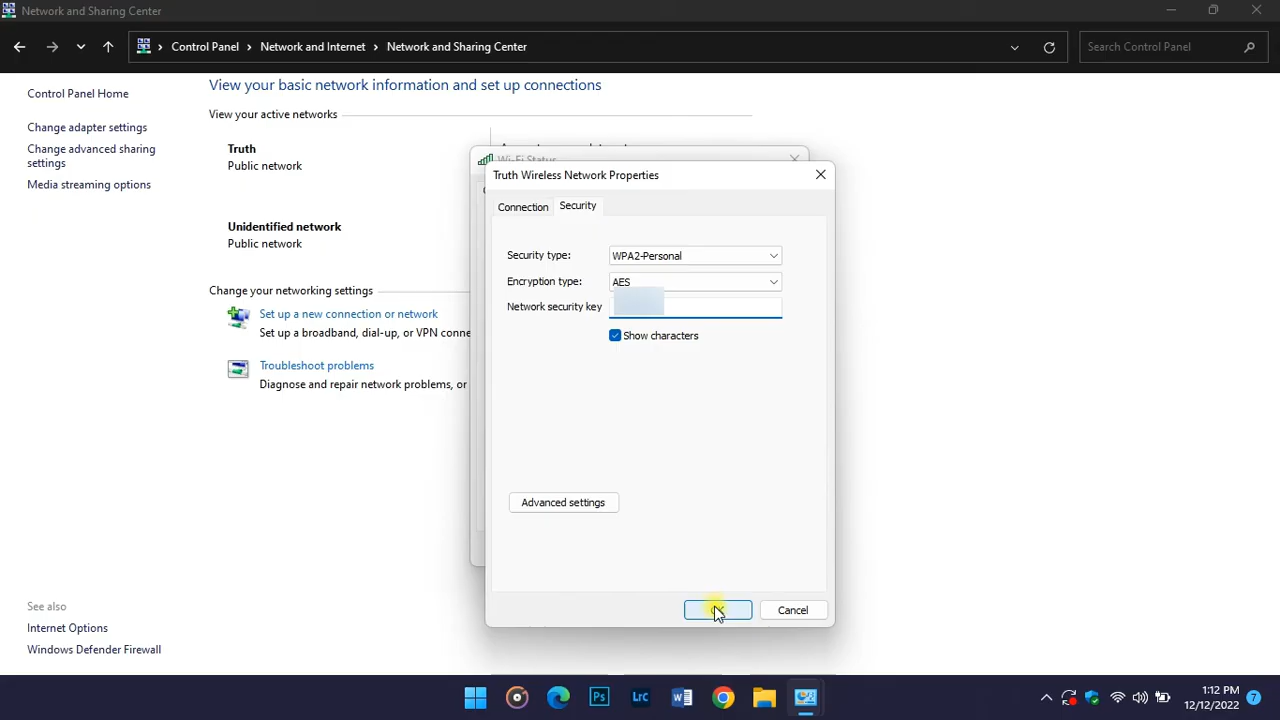 Network and Sharing Center
Control Panel > Network and Internet > Network and Sharing Center
Search Control Panel
Control Panel Home
Change adapter settings
Change advanced sharing
settings
Media streaming options
View your basic network information and set up connections
View your active networks
Truth
Public network
Unidentified network
Public network
Change your networking settings
Set up a new connection or network
Set up a broadband, dial-up, or VPN conne
Troubleshoot problems
Diagnose and repair network problems, or
Wi-Fi Status
Truth Wireless Network Properties
Connection
Security
Security type:
WPA2-Personal
Encryption type:
AES
Network security key
Show characters
Advanced settings
Cancel
See also
Internet Options
Windows Defender Firewall
Ps
Lrc
W
1:12 PM
12/12/2022
7